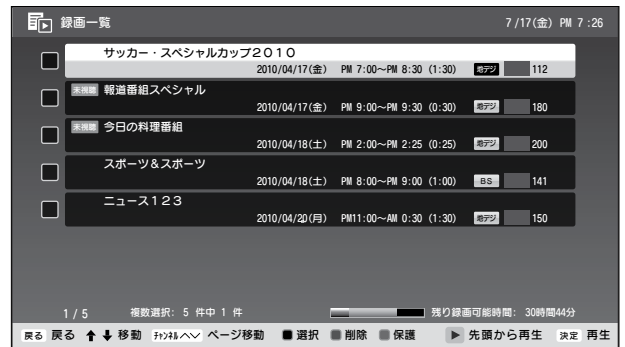 録画一覧 7/17(金) PM 7:26
サッカー・スペシャルカップ2010
2010/04/17(金) PM 7:00～PM 8:30 (1:30) 地デジ 112
未視聴 報道番組スペシャル
2010/04/17(金) PM 9:00～PM 9:30 (0:30) 地デジ 180
未視聴 今日の料理番組
2010/04/18(土) PM 2:00～PM 2:25 (0:25) 地デジ 200
スポーツ&スポーツ
2010/04/18(土) PM 8:00～PM 9:00 (1:00) BS 141
ニュース123
2010/04/20(月) PM11:00～AM 0:30 (1:30) 地デジ 150
1/5 複数選択: 5 件中 1 件 残り録画可能時間: 30時間44分
戻る 戻る ↑↓移動 チャンネルヘ∨ ページ移動 ■選択 ■削除 ■保護 ▶ 先頭から再生 決定 再生